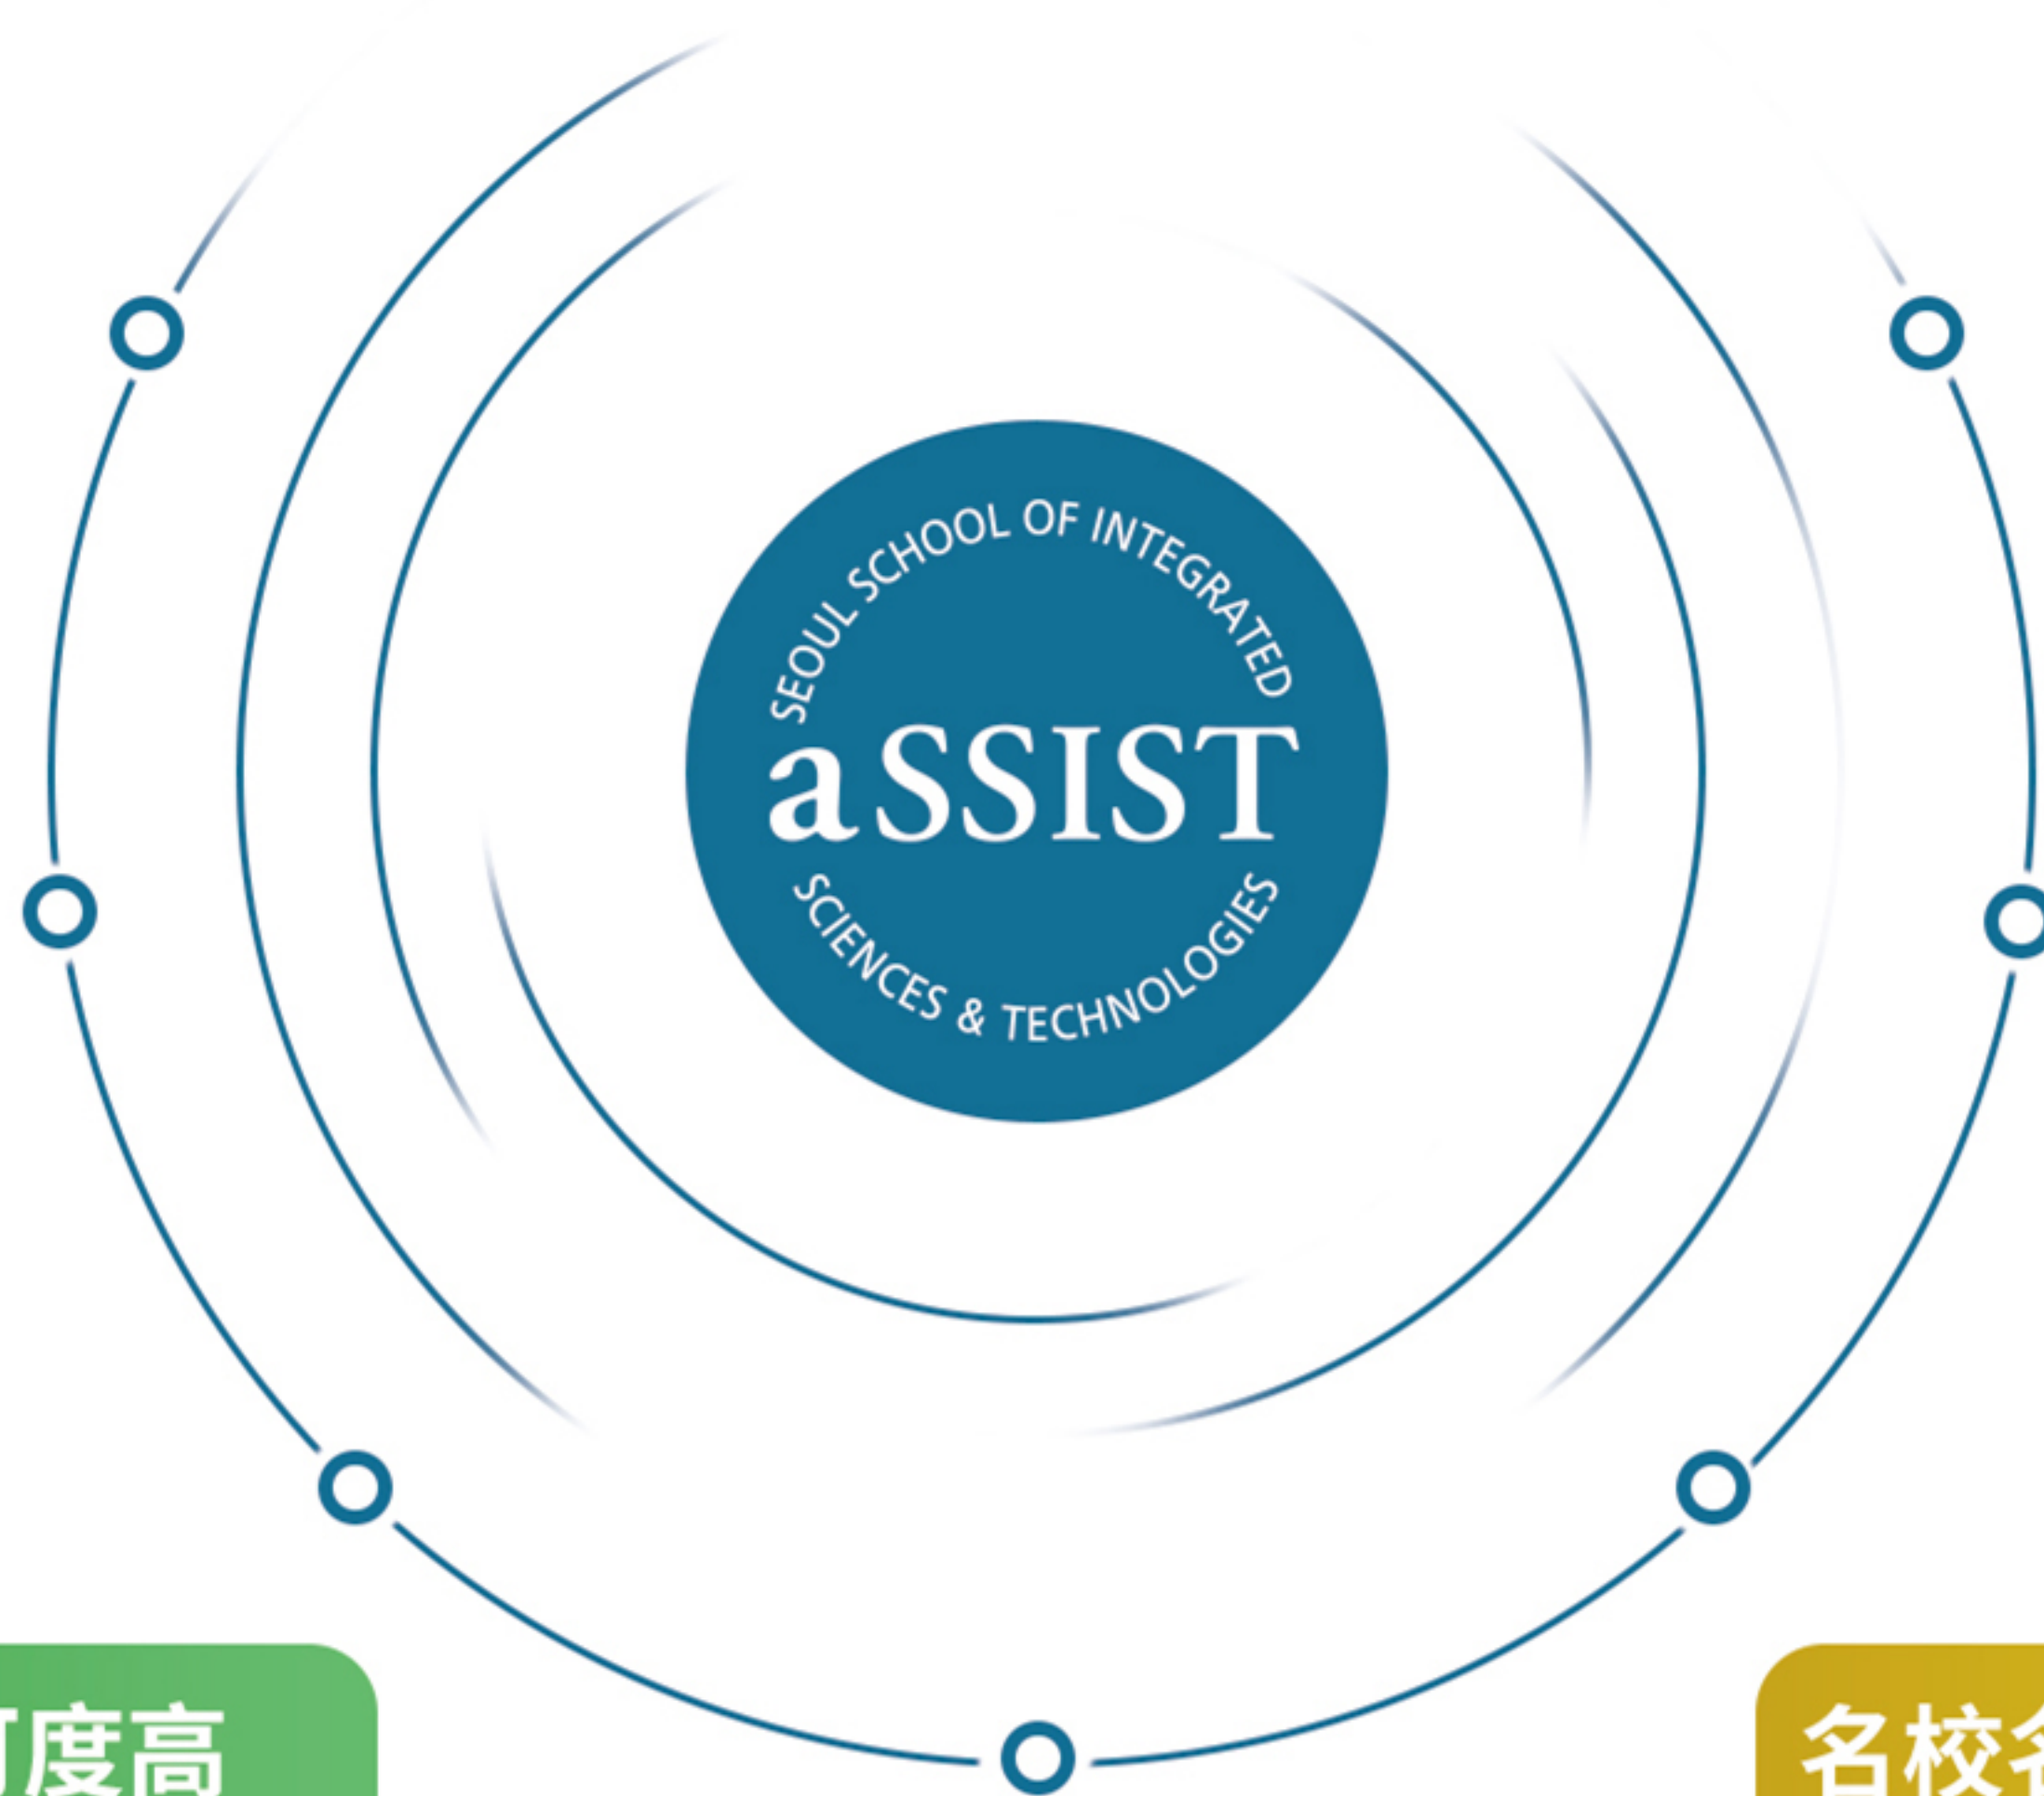 SEOUL SCHOOL OF INTEGRATED
aSSIST
SCIENCES & TECHNOLOGIES
度高
名校